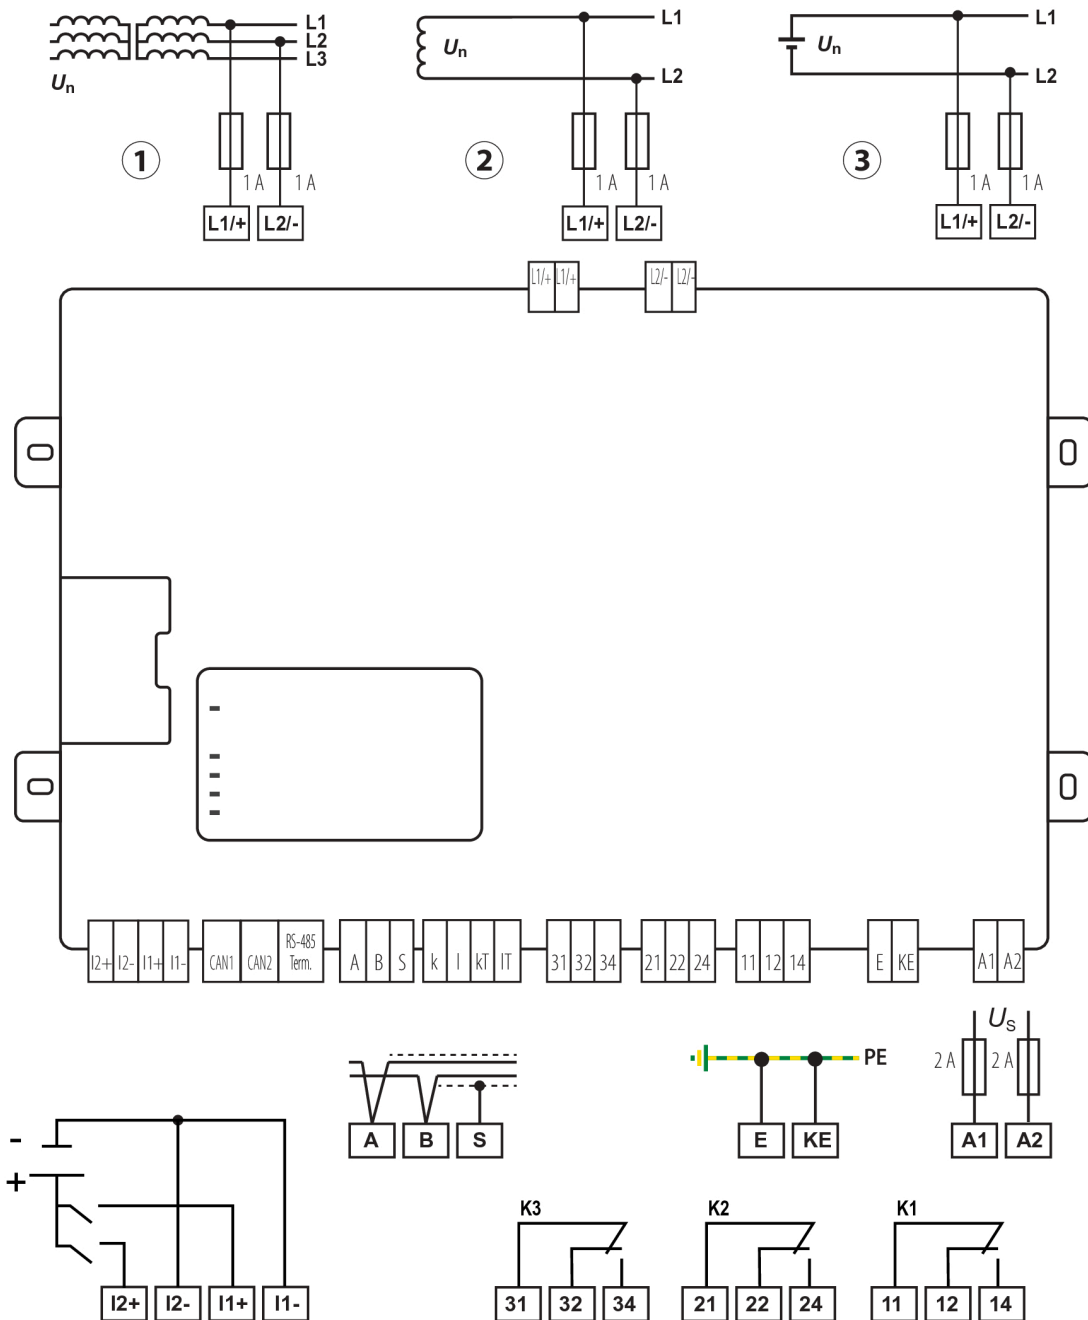 L1
L2
L3
Un
1
1 A
1 A
L1/+
L2/-
L1
Un
L2
2
1 A
1 A
L1/+
L2/-
L1
Un
L2
3
1 A
1 A
L1/+
L2/-
L1/+ L1/+ L2/- L2/-
I2+ I2- I1+ I1- CAN1 CAN2 RS-485 Term. A B S k l kT lT 31 32 34 21 22 24 11 12 14 E KE A1 A2
Us
PE
2 A
2 A
A B S
E KE
A1 A2
-
+
K3
K2
K1
I2+ I2- I1+ I1-
31 32 34
21 22 24
11 12 14